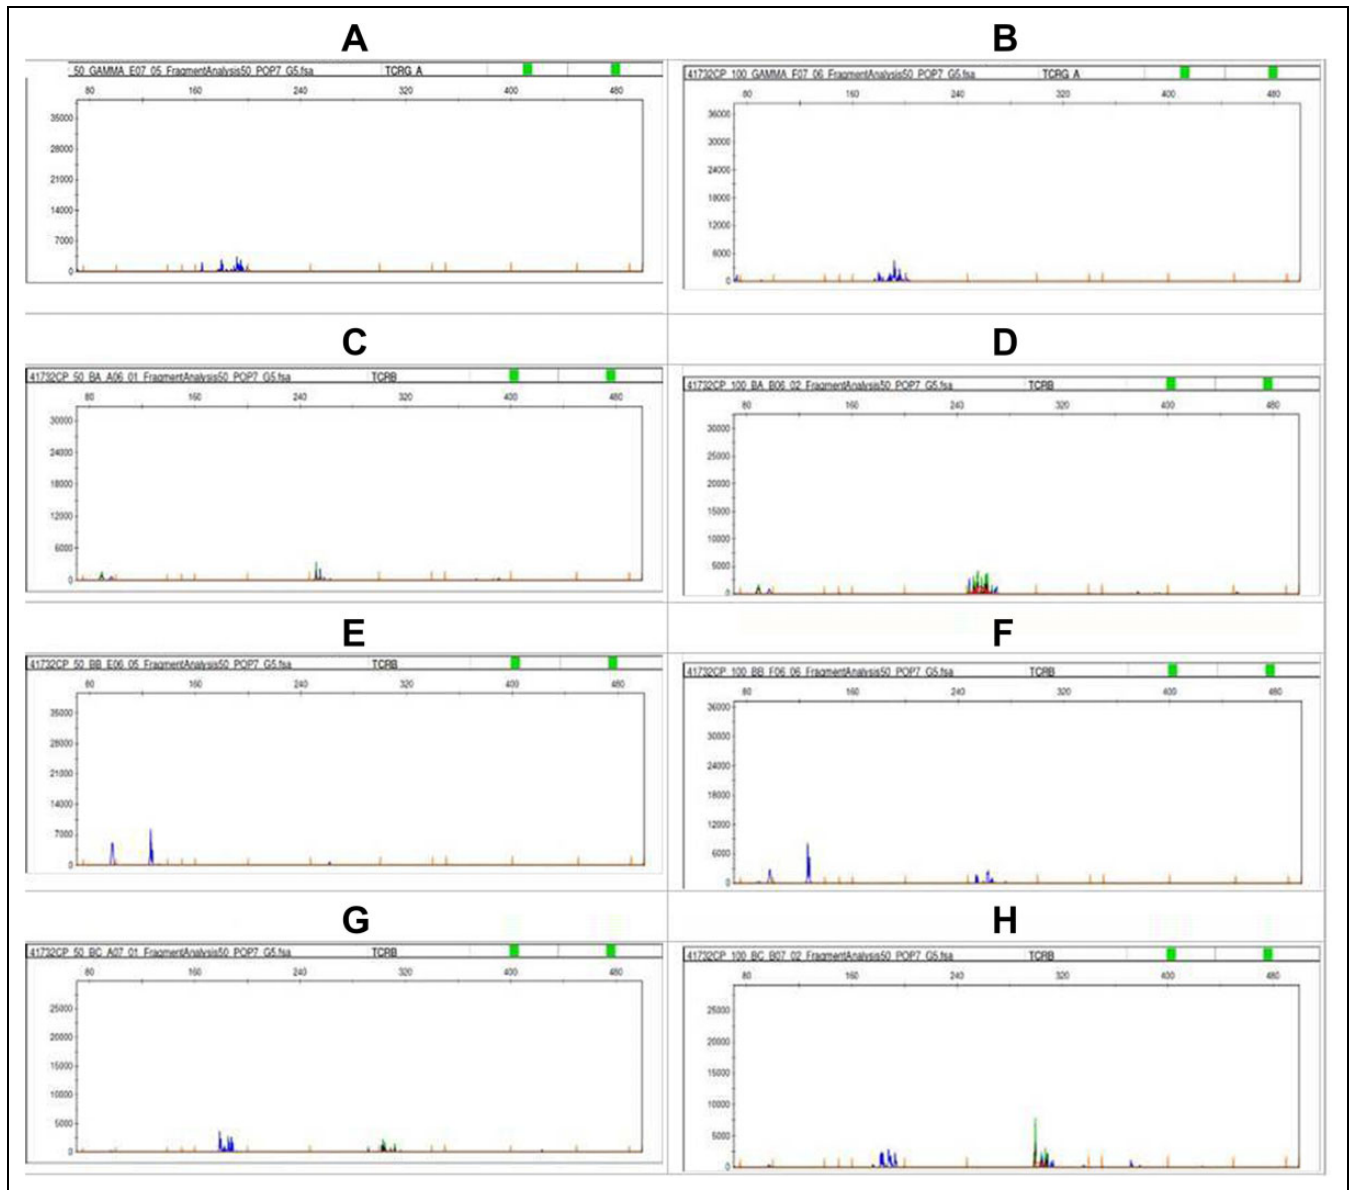 A
B
50_GAMMA_E07_05_FragmentAnalysis50_POP7_G5.fsa TCRG_A
80 160 240 320 400 480
35000
28000
21000
14000
7000
0
41732CP_100_GAMMA_F07_06_FragmentAnalysis50_POP7_G5.fsa TCRG_A
80 160 240 320 400 480
36000
30000
24000
18000
12000
6000
0
C
D
41732CP_50_BA_A06_01_FragmentAnalysis50_POP7_G5.fsa TCRB
80 160 240 320 400 480
30000
24000
18000
12000
6000
0
41732CP_100_BA_B06_02_FragmentAnalysis50_POP7_G5.fsa TCRB
80 160 240 320 400 480
30000
25000
20000
15000
10000
5000
0
E
F
41732CP_50_BB_E06_05_FragmentAnalysis50_POP7_G5.fsa TCRB
80 160 240 320 400 480
35000
28000
21000
14000
7000
0
41732CP_100_BB_F06_06_FragmentAnalysis50_POP7_G5.fsa TCRB
80 160 240 320 400 480
36000
30000
24000
18000
12000
6000
0
G
H
41732CP_50_BC_A07_01_FragmentAnalysis50_POP7_G5.fsa TCRB
80 160 240 320 400 480
25000
20000
15000
10000
5000
0
41732CP_100_BC_B07_02_FragmentAnalysis50_POP7_G5.fsa TCRB
80 160 240 320 400 480
25000
20000
15000
10000
5000
0